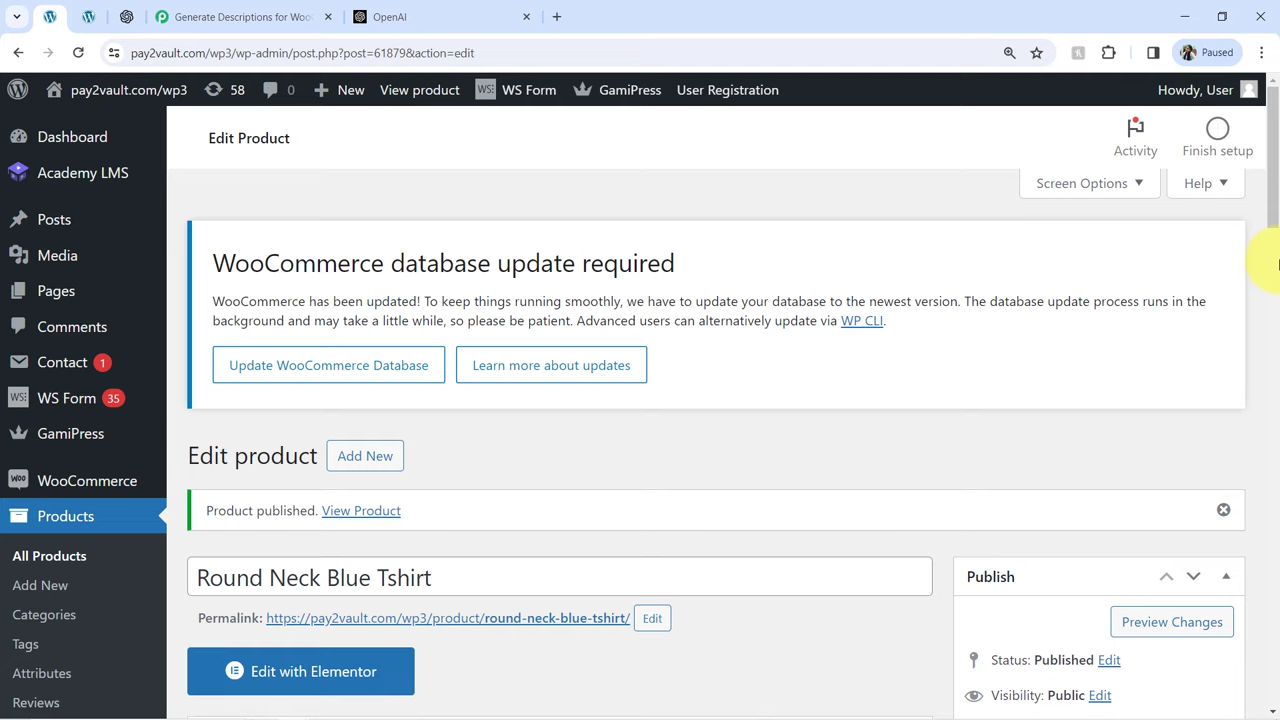 Generate Descriptions for Woo
OpenAI
pay2vault.com/wp3/wp-admin/post.php?post=61879&action=edit
Paused
pay2vault.com/wp3
58
0
New
View product
WS Form
GamiPress
User Registration
Howdy, User
Dashboard
Academy LMS
Posts
Media
Pages
Comments
Contact 1
WS Form 35
GamiPress
WooCommerce
Products
All Products
Add New
Categories
Tags
Attributes
Reviews
Edit Product
Activity
Finish setup
Screen Options
Help
WooCommerce database update required
WooCommerce has been updated! To keep things running smoothly, we have to update your database to the newest version. The database update process runs in the
background and may take a little while, so please be patient. Advanced users can alternatively update via WP CLI.
Update WooCommerce Database
Learn more about updates
Edit product
Add New
Product published. View Product
Round Neck Blue Tshirt
Permalink: https://pay2vault.com/wp3/product/round-neck-blue-tshirt/ Edit
Edit with Elementor
Publish
Preview Changes
Status: Published Edit
Visibility: Public Edit